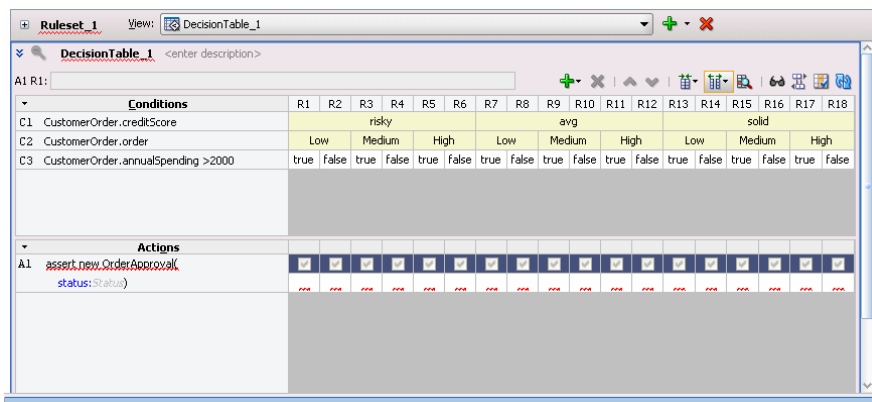 Ruleset_1 View: DecisionTable_1
DecisionTable_1 <enter description>
A1 R1:
Conditions R1 R2 R3 R4 R5 R6 R7 R8 R9 R10 R11 R12 R13 R14 R15 R16 R17 R18
C1 CustomerOrder.creditScore risky avg solid
C2 CustomerOrder.order Low Medium High Low Medium High Low Medium High
C3 CustomerOrder.annualSpending >2000 true false true false true false true false true false true false true false true false true false
Actions
A1 assert new OrderApproval(
status:Status)